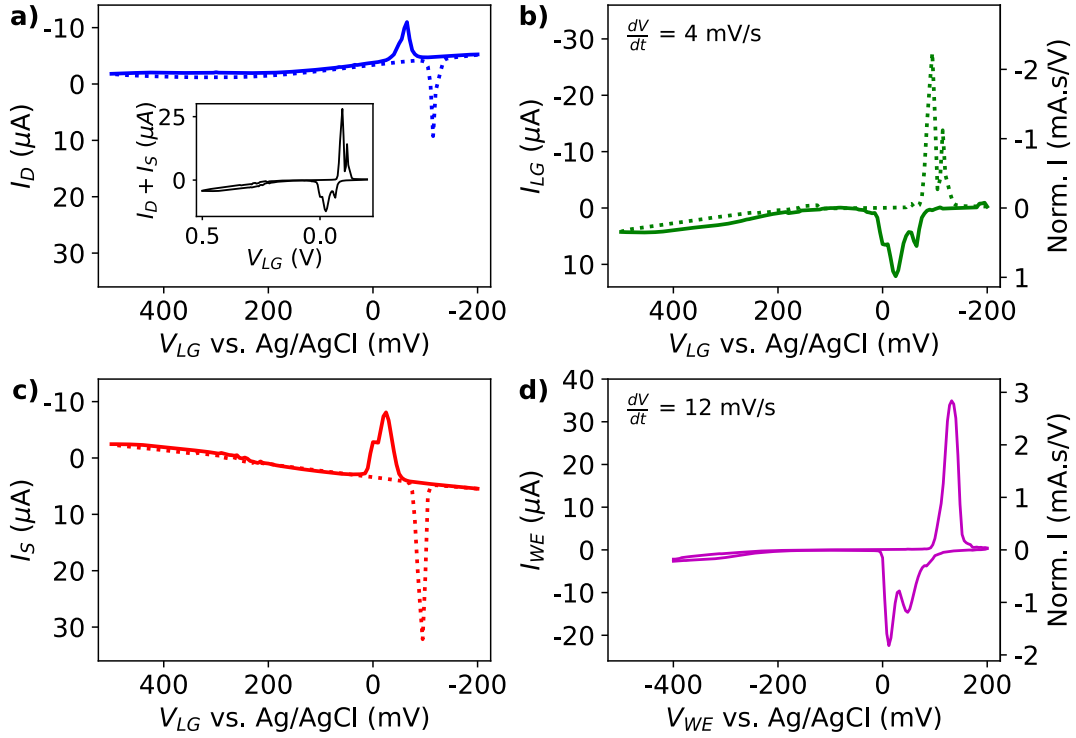 a)
-10
0
10
20
30
I_D (µA)
25
0
I_D + I_S (µA)
0.5
0.0
V_LG (V)
400
200
0
-200
V_LG vs. Ag/AgCl (mV)
b)
dV/dt = 4 mV/s
-30
-20
-10
0
10
I_LG (µA)
-2
-1
0
1
Norm. I (mA.s/V)
400
200
0
-200
V_LG vs. Ag/AgCl (mV)
c)
-10
0
10
20
30
I_S (µA)
400
200
0
-200
V_LG vs. Ag/AgCl (mV)
d)
dV/dt = 12 mV/s
40
30
20
10
0
-10
-20
I_WE (µA)
3
2
1
0
-1
-2
Norm. I (mA.s/V)
-400
-200
0
200
V_WE vs. Ag/AgCl (mV)